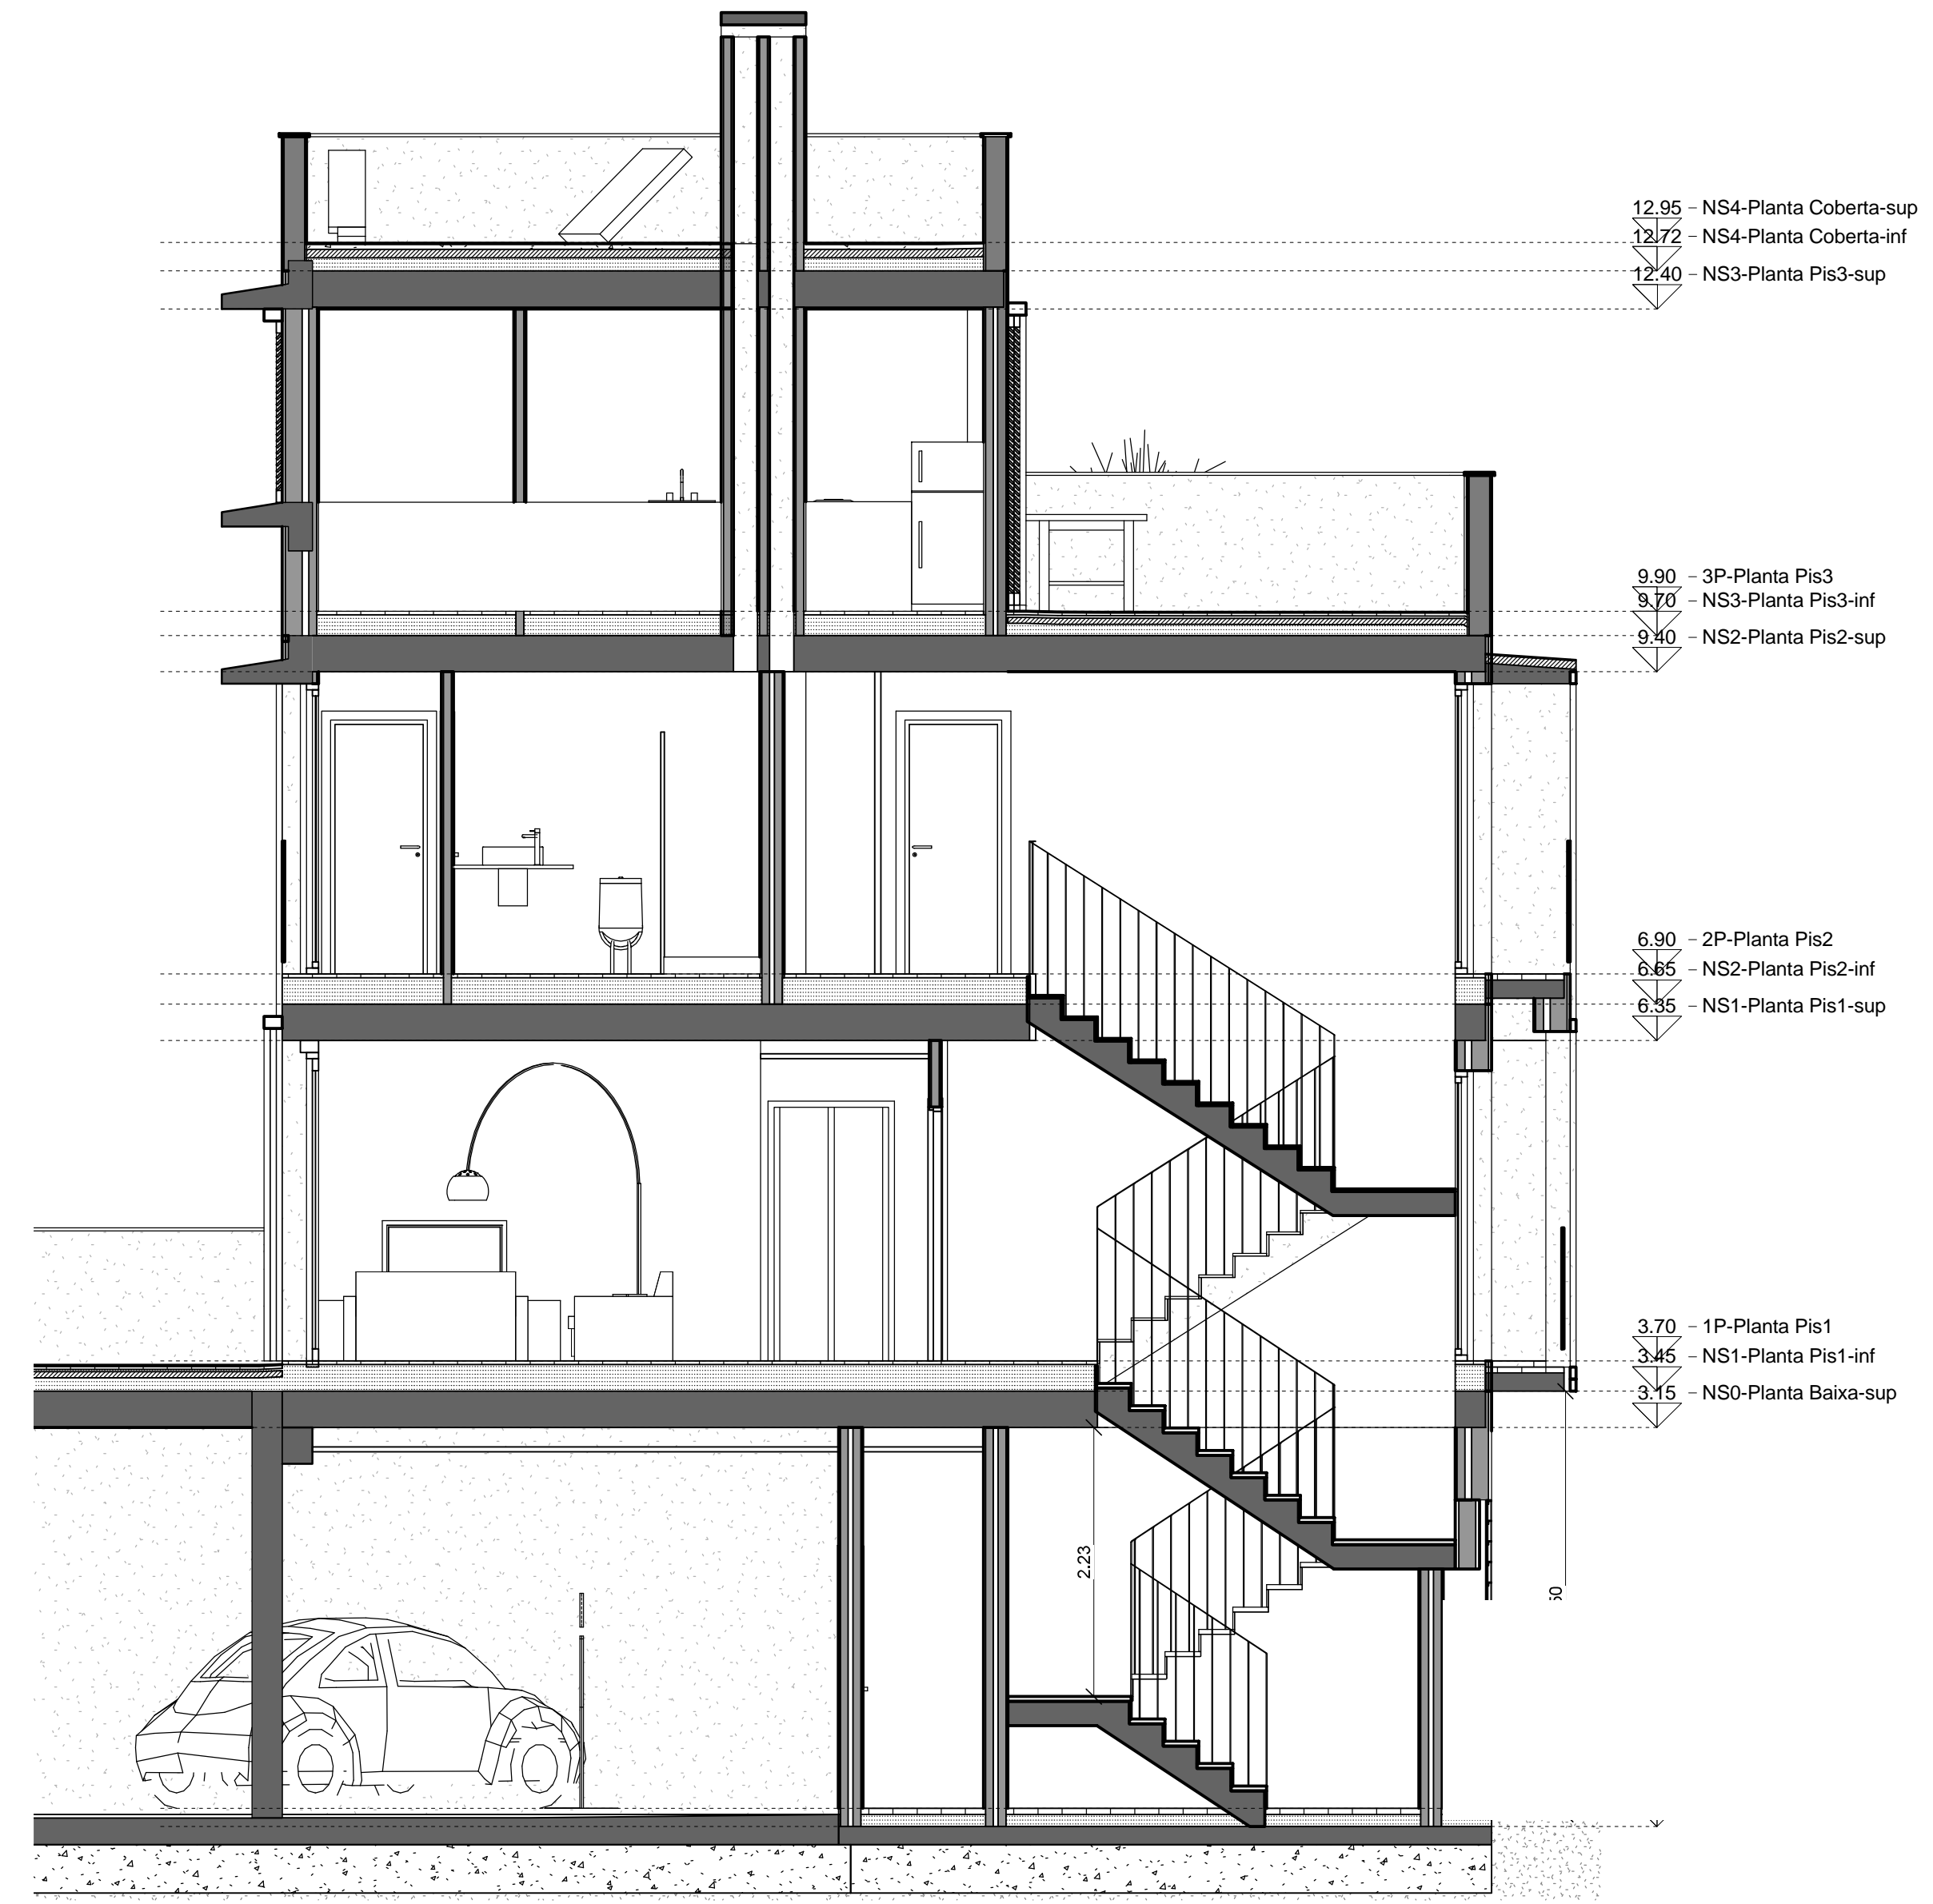 12.95 – NS4-Planta Coberta-sup
12.72 – NS4-Planta Coberta-inf
12.40 – NS3-Planta Pis3-sup
9.90 – 3P-Planta Pis3
9.70 – NS3-Planta Pis3-inf
9.40 – NS2-Planta Pis2-sup
6.90 – 2P-Planta Pis2
6.65 – NS2-Planta Pis2-inf
6.35 – NS1-Planta Pis1-sup
3.70 – 1P-Planta Pis1
3.45 – NS1-Planta Pis1-inf
3.15 – NS0-Planta Baixa-sup
2.23